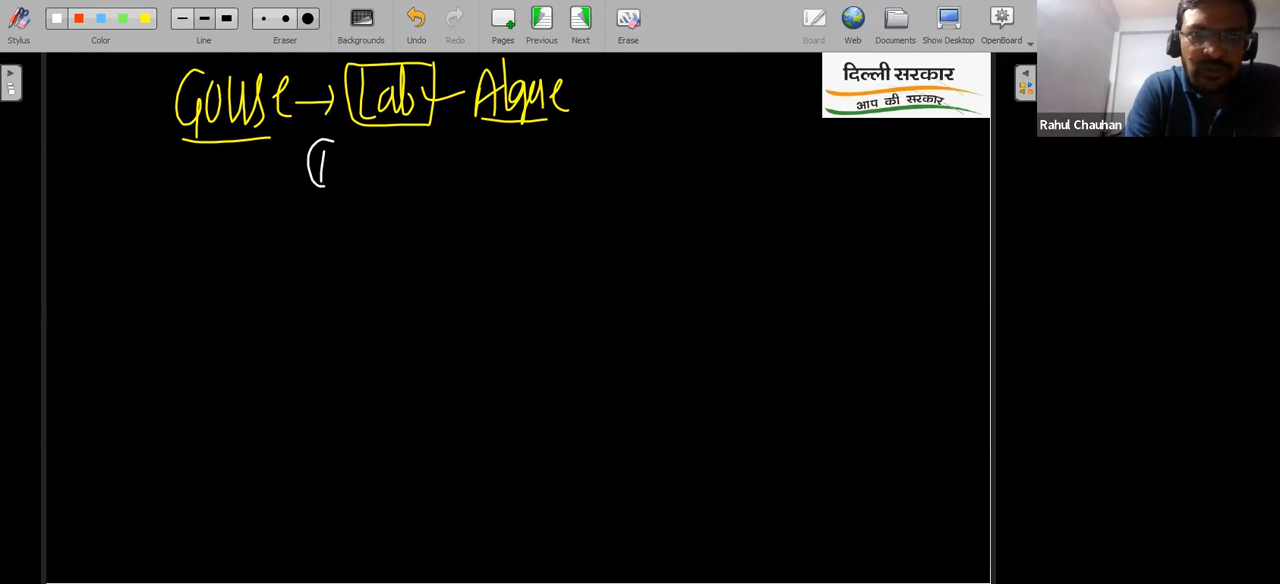 Stylus
Color
Line
Eraser
Backgrounds
Undo
Redo
Pages
Previous
Next
Erase
Board
Web
Documents
Show Desktop
OpenBoard
Gause → Lab - Algae
(1
दिल्ली सरकार
आप की सरकार
Rahul Chauhan